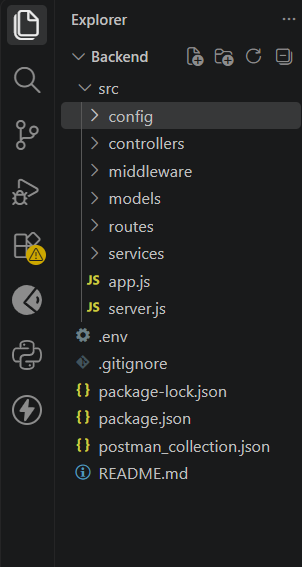 Explorer
Backend
src
config
controllers
middleware
models
routes
services
JS app.js
JS server.js
.env
.gitignore
{} package-lock.json
{} package.json
{} postman_collection.json
README.md